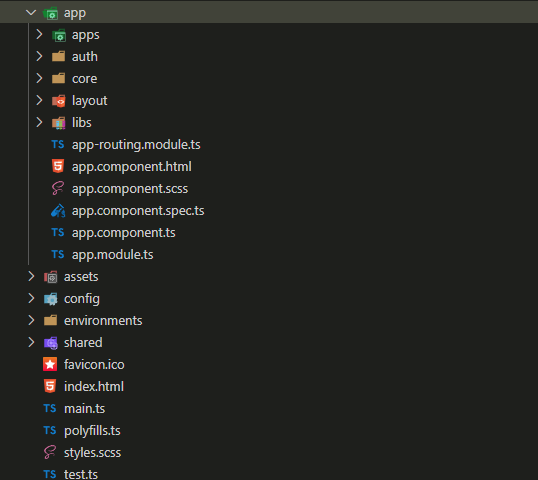 app
apps
auth
core
layout
libs
TS app-routing.module.ts
5 app.component.html
app.component.scss
app.component.spec.ts
TS app.component.ts
TS app.module.ts
assets
config
environments
shared
favicon.ico
5 index.html
TS main.ts
TS polyfills.ts
styles.scss
TS test.ts